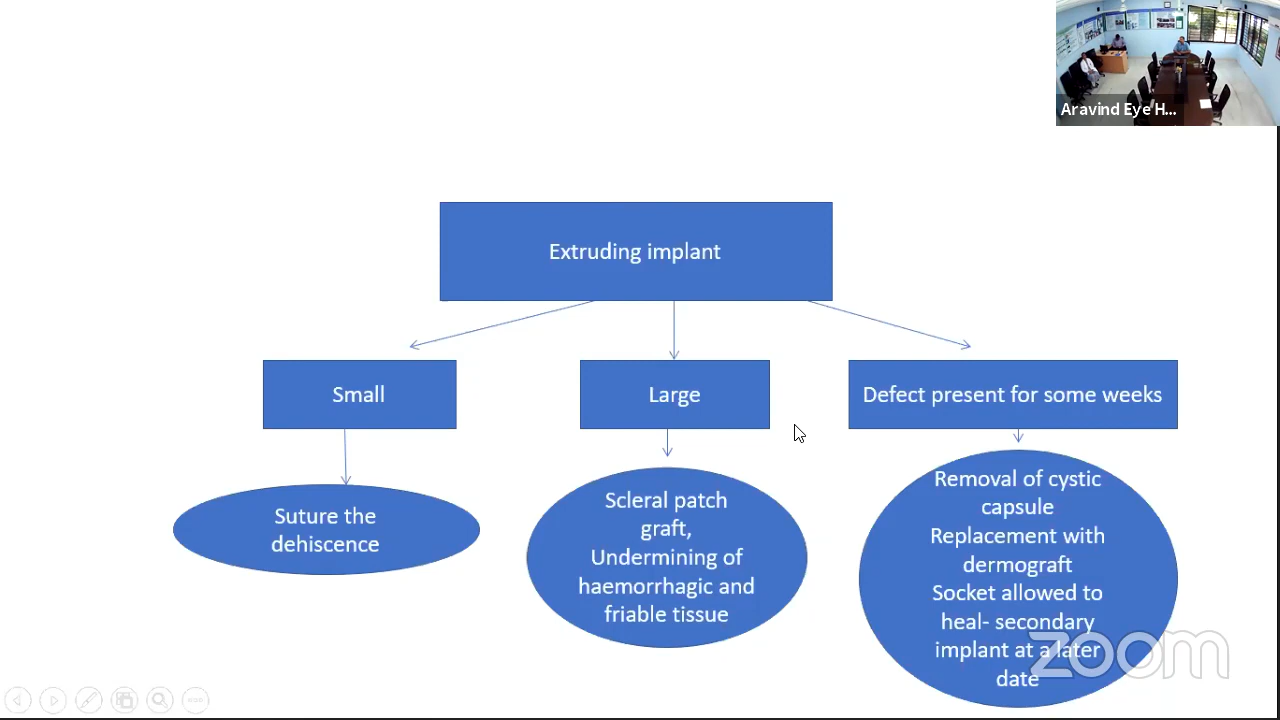 Aravind Eye H...
Extruding implant
Small
Large
Defect present for some weeks
Suture the
dehiscence
Scleral patch
graft,
Undermining of
haemorrhagic and
friable tissue
Removal of cystic
capsule
Replacement with
dermograft
Socket allowed to
heal- secondary
implant at a later
date
zoom